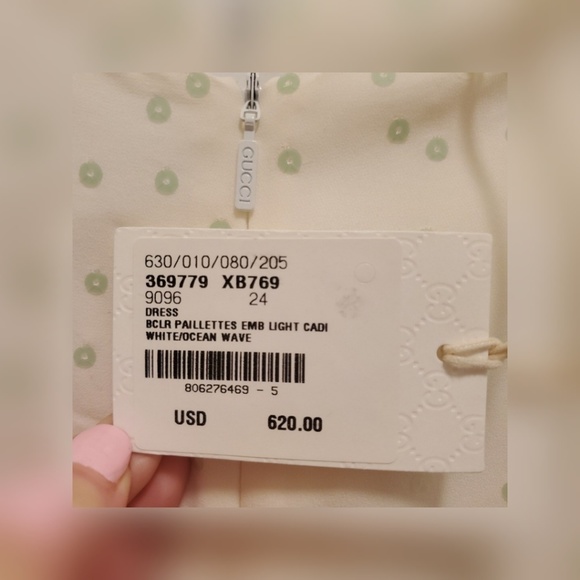 GUCCI
630/010/080/205
369779 XB769
9096 24
DRESS
BCLR PAILLETTES EMB LIGHT CADI
WHITE/OCEAN WAVE
806276469 - 5
USD 620.00